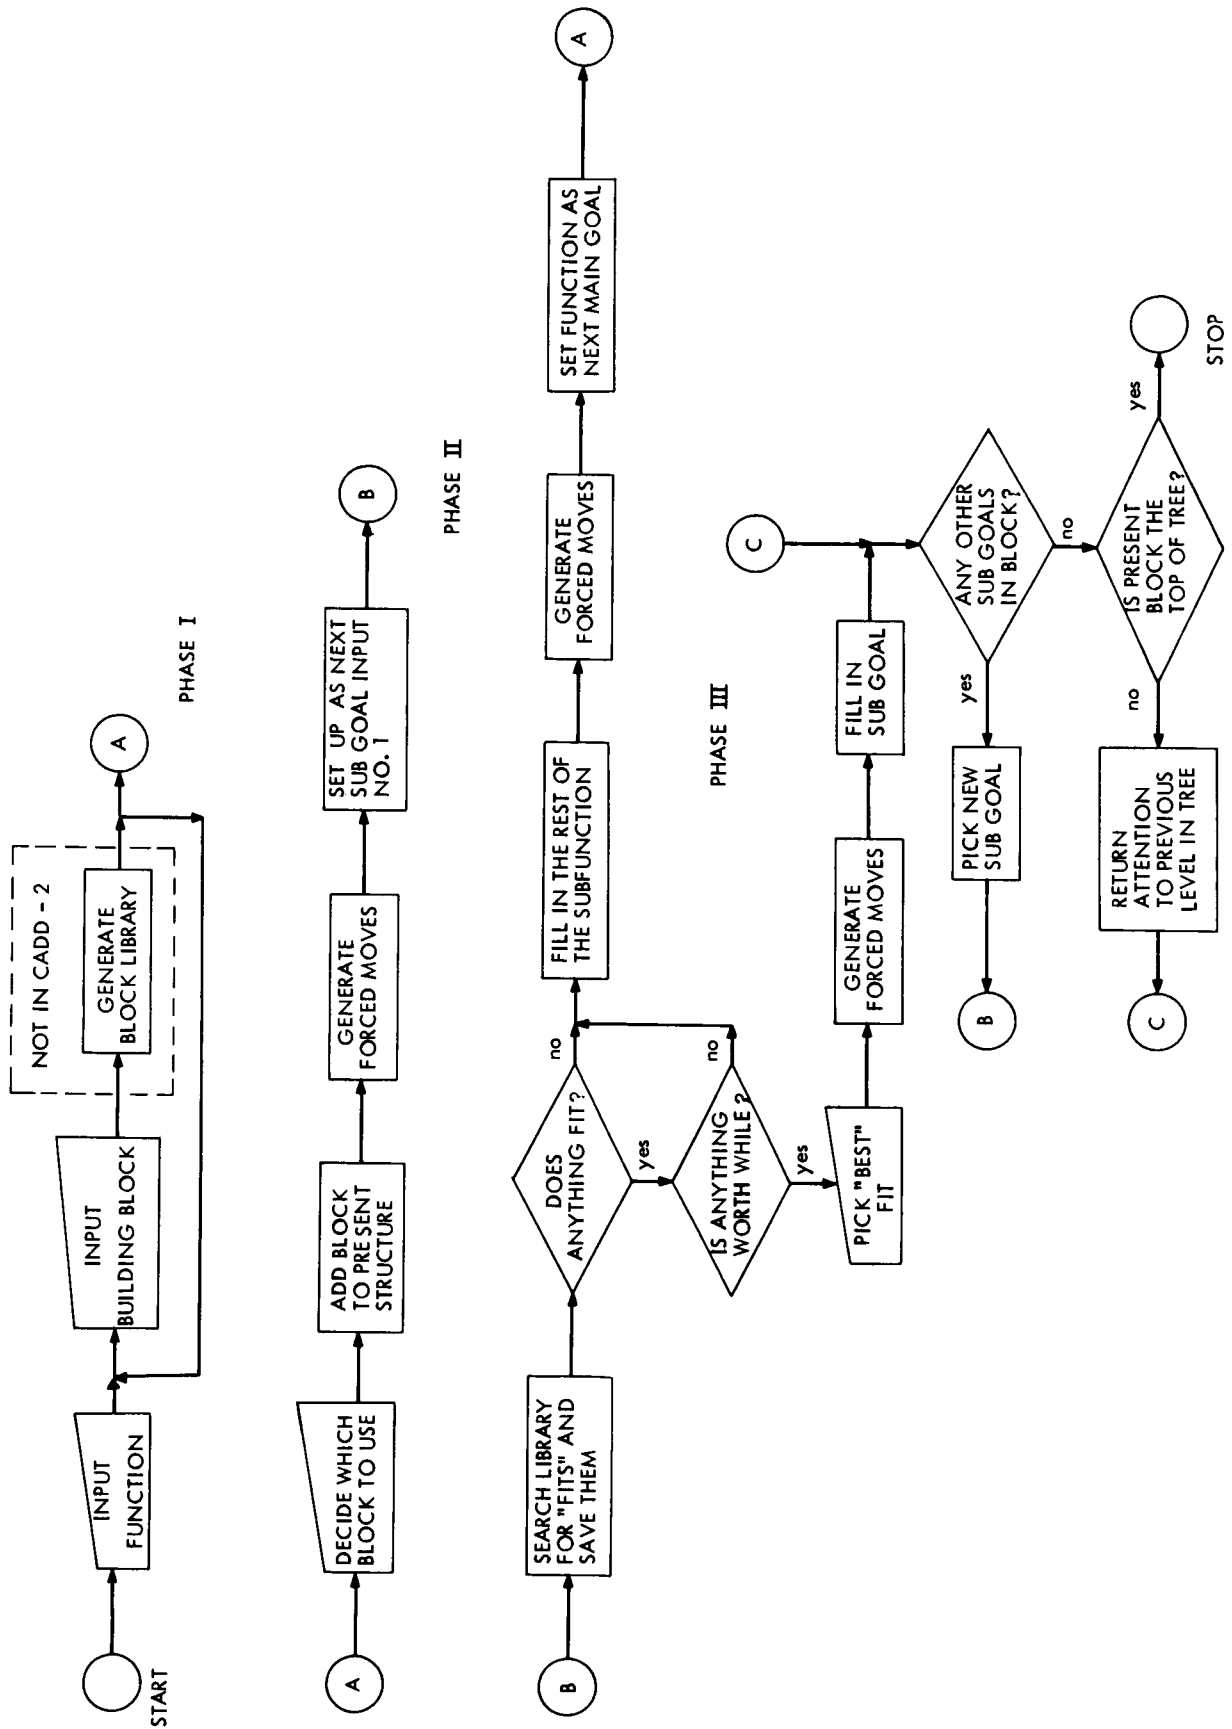 START
INPUT
FUNCTION
INPUT
BUILDING BLOCK
NOT IN CADD - 2
GENERATE
BLOCK LIBRARY
A
PHASE I
A
DECIDE WHICH
BLOCK TO USE
ADD BLOCK
TO PRESENT
STRUCTURE
GENERATE
FORCED MOVES
SET UP AS NEXT
SUB GOAL INPUT
NO. 1
B
PHASE II
B
SEARCH LIBRARY
FOR "FITS" AND
SAVE THEM
DOES
ANYTHING FIT?
no
yes
FILL IN THE REST OF
THE SUBFUNCTION
GENERATE
FORCED MOVES
SET FUNCTION AS
NEXT MAIN GOAL
A
IS ANYTHING
WORTH WHILE ?
no
yes
PHASE III
PICK "BEST"
FIT
GENERATE
FORCED MOVES
FILL IN
SUB GOAL
C
ANY OTHER
SUB GOALS
IN BLOCK?
yes
no
PICK NEW
SUB GOAL
B
IS PRESENT
BLOCK THE
TOP OF TREE?
no
yes
RETURN
ATTENTION
TO PREVIOUS
LEVEL IN TREE
C
STOP